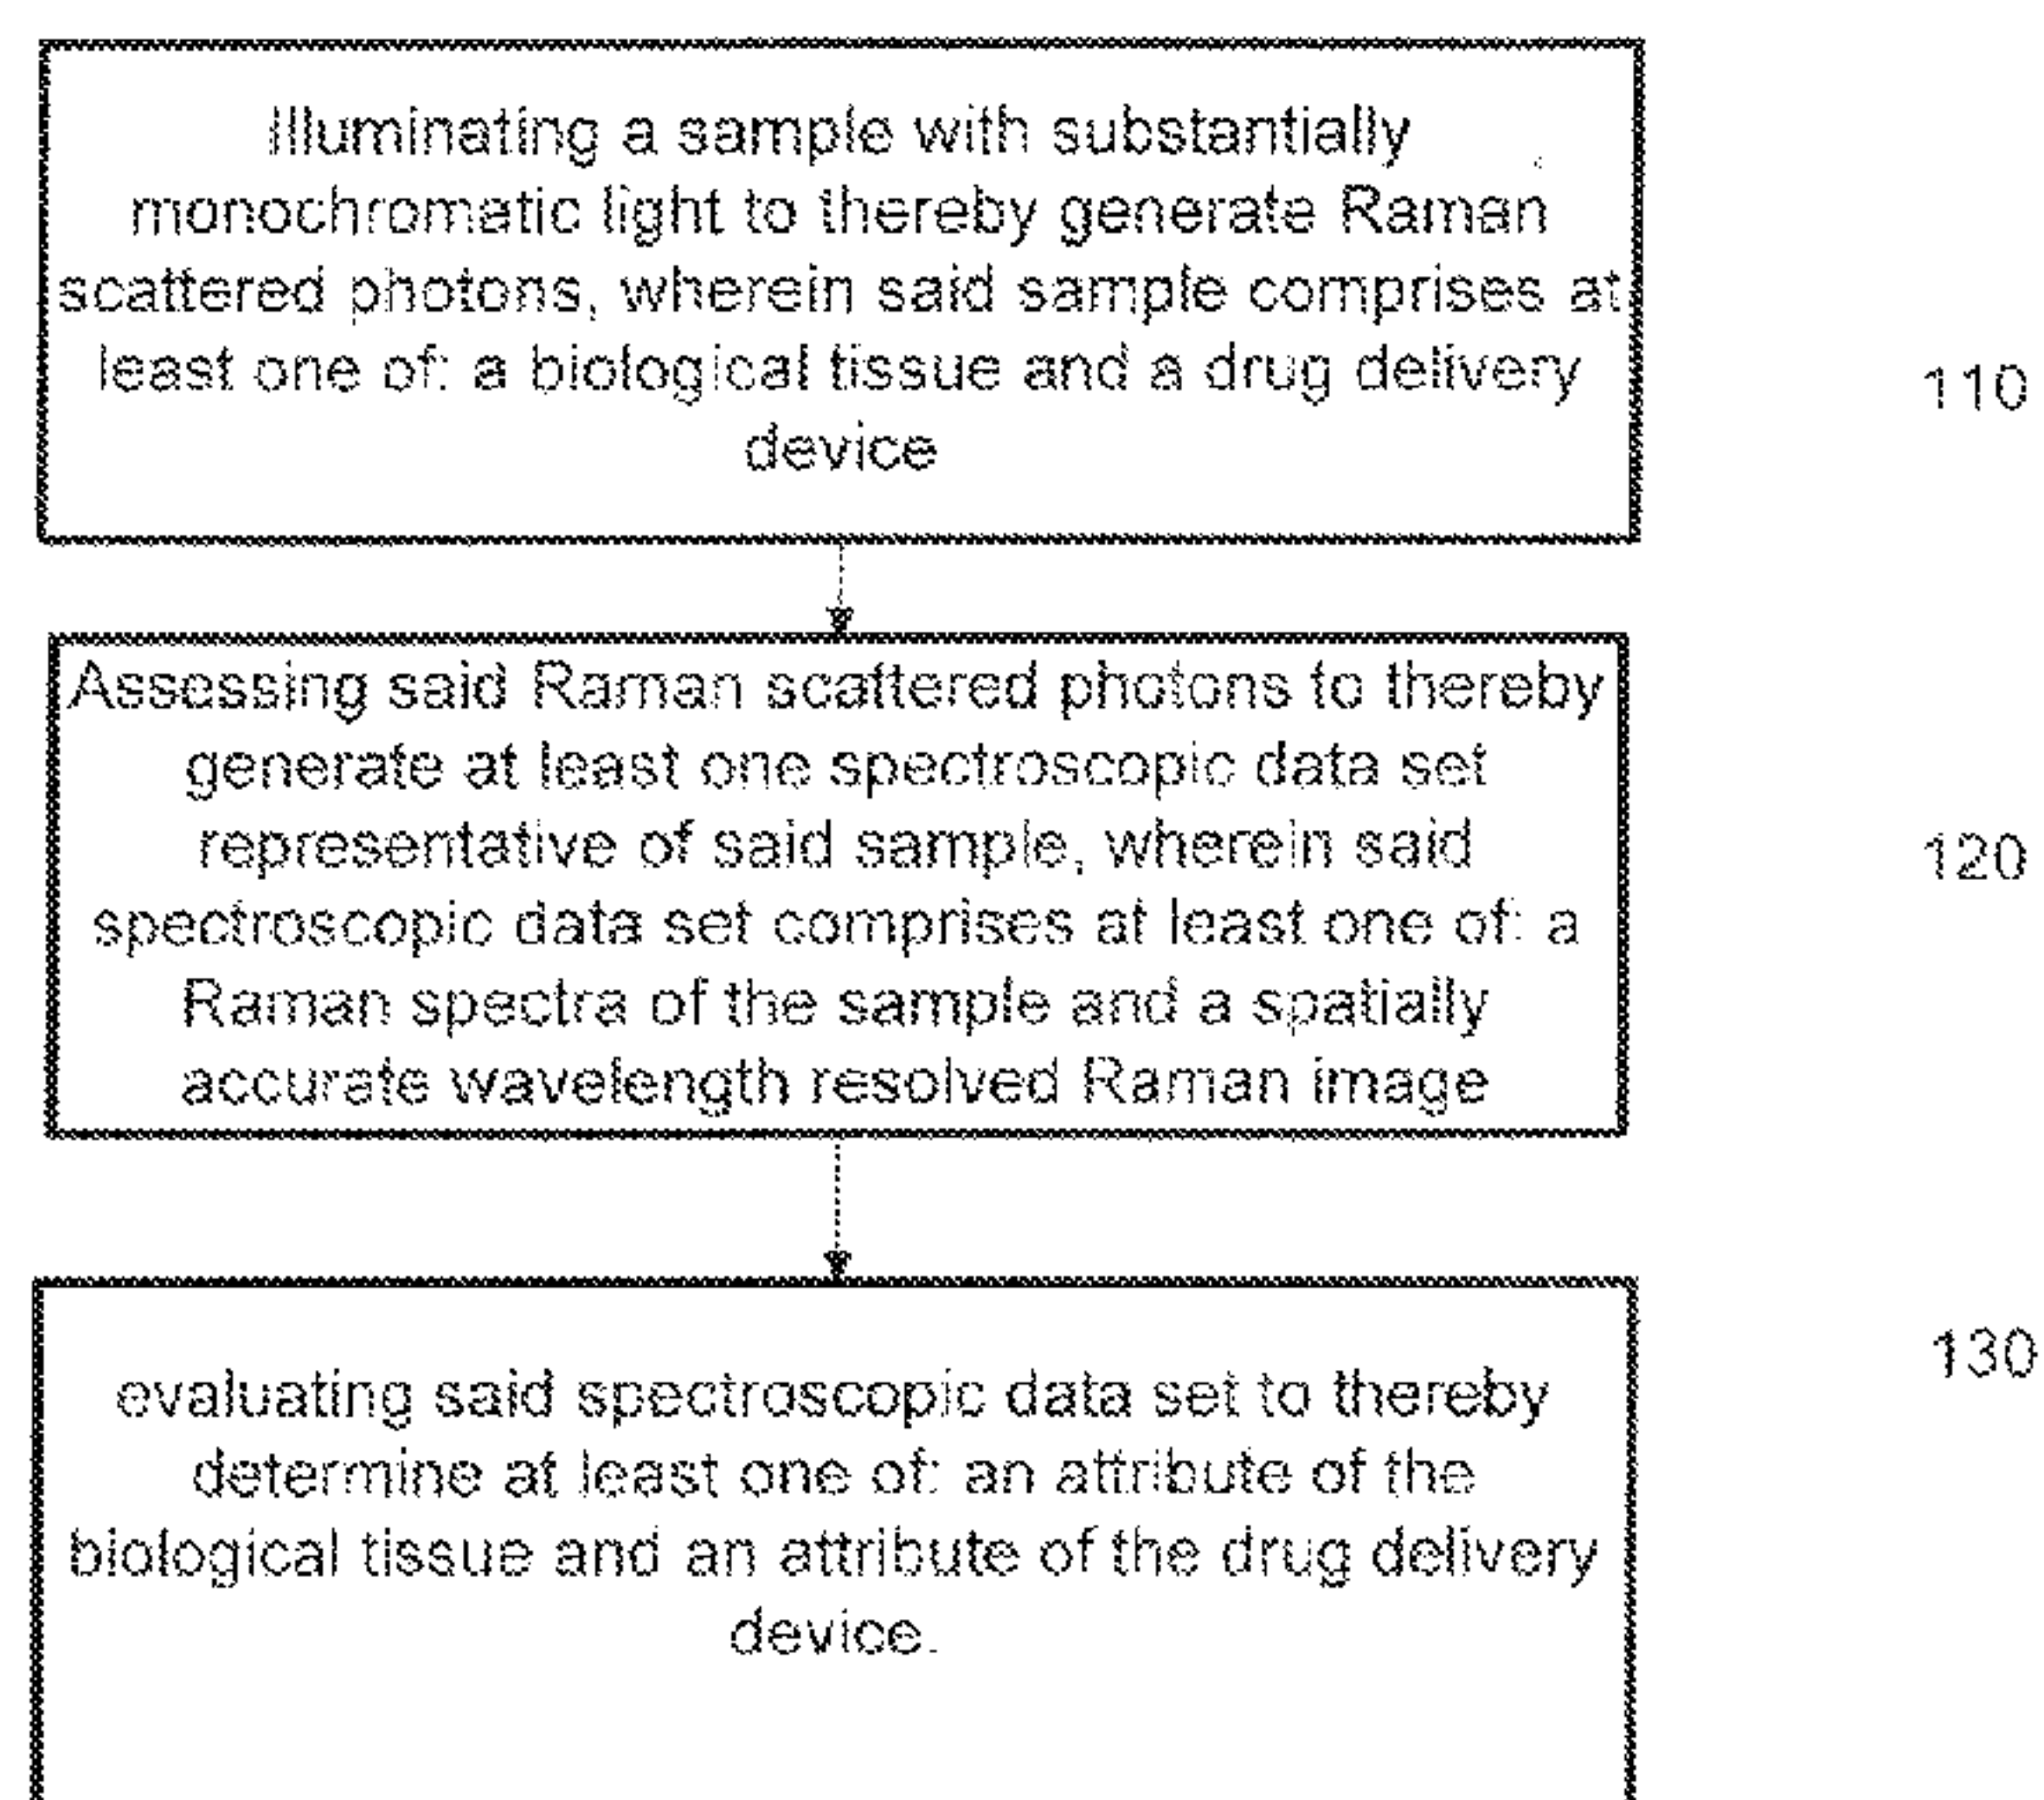 Illuminating a sample with substantially
monochromatic light to thereby generate Raman
scattered photons, wherein said sample comprises at
least one of: a biological tissue and a drug delivery
device
110
Assessing said Raman scattered photons to thereby
generate at least one spectroscopic data set
representative of said sample, wherein said
spectroscopic data set comprises at least one of: a
Raman spectra of the sample and a spatially
accurate wavelength resolved Raman image
120
evaluating said spectroscopic data set to thereby
determine at least one of: an attribute of the
biological tissue and an attribute of the drug delivery
device.
130